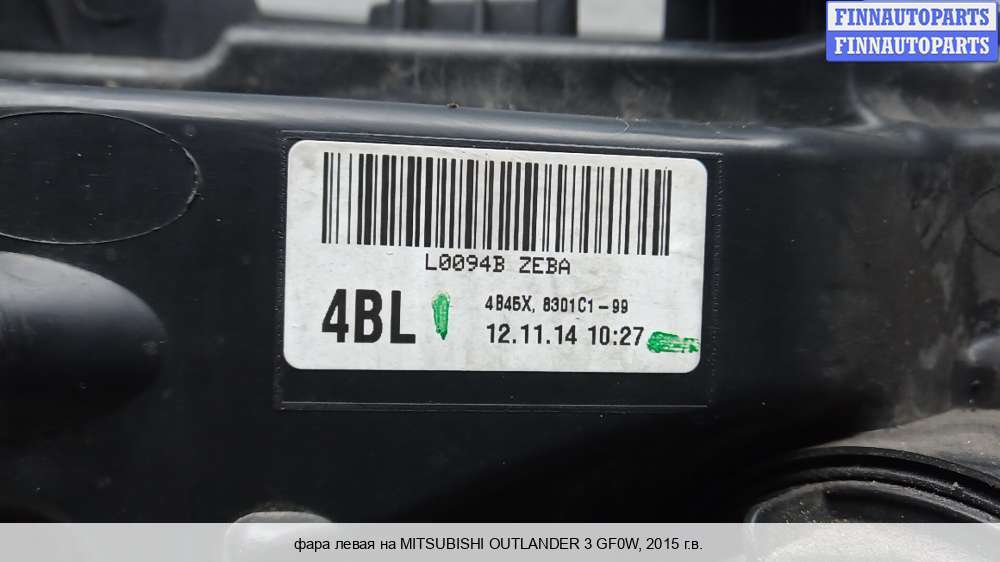 FINNAUTOPARTS
FINNAUTOPARTS
L0094B ZEBA
4BL
4B45X, 8301C1-99
12.11.14 10:27
фара левая на MITSUBISHI OUTLANDER 3 GF0W, 2015 г.в.